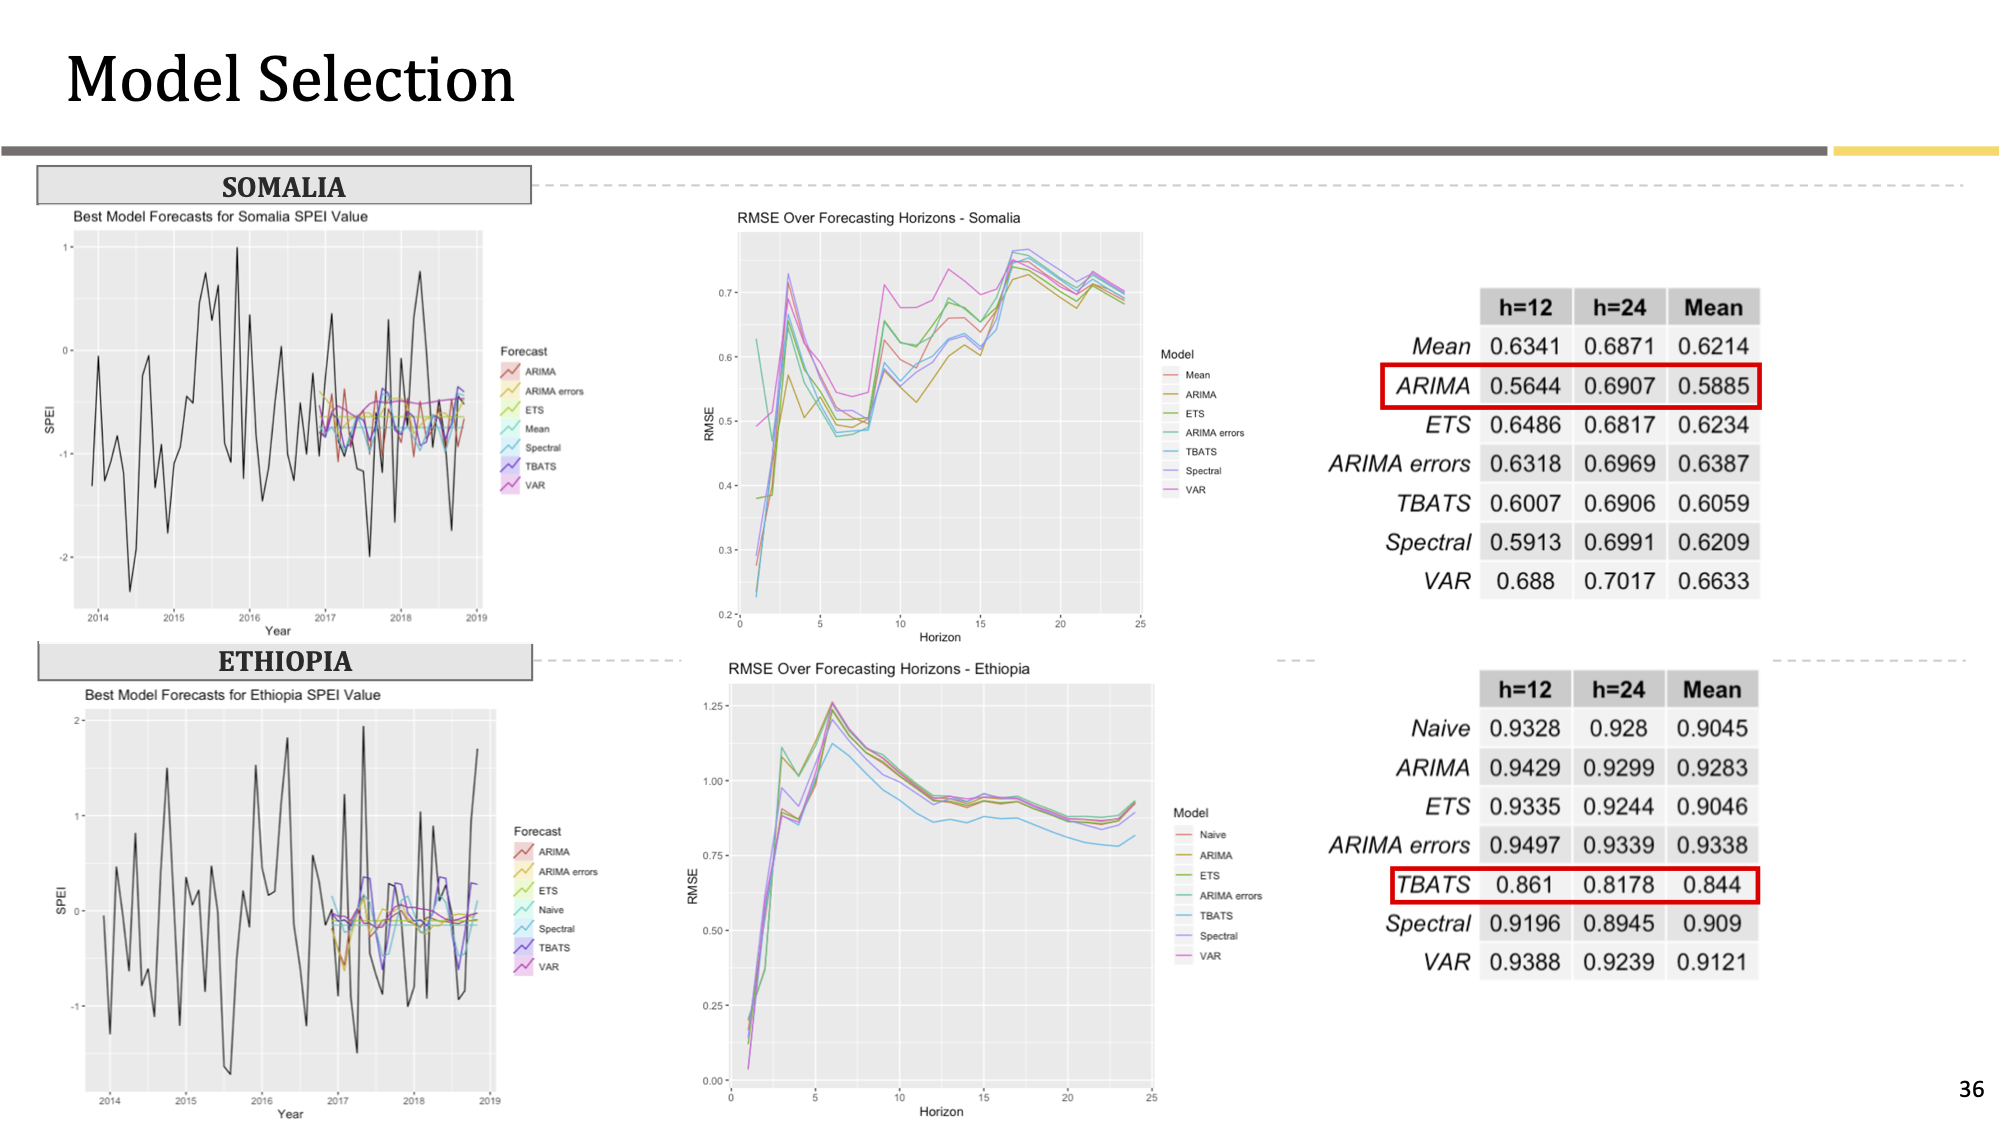 Model Selection
SOMALIA
Best Model Forecasts for Somalia SPEI Value
1
0
-1
-2
SPEI
2014 2015 2016 2017 2018 2019
Year
Forecast
ARIMA
ARIMA errors
ETS
Mean
Spectral
TBATS
VAR
RMSE Over Forecasting Horizons - Somalia
0.7
0.6
0.5
0.4
0.3
0.2
RMSE
0 5 10 15 20 25
Horizon
Model
Mean
ARIMA
ETS
ARIMA errors
TBATS
Spectral
VAR
h=12 h=24 Mean
Mean 0.6341 0.6871 0.6214
ARIMA 0.5644 0.6907 0.5885
ETS 0.6486 0.6817 0.6234
ARIMA errors 0.6318 0.6969 0.6387
TBATS 0.6007 0.6906 0.6059
Spectral 0.5913 0.6991 0.6209
VAR 0.688 0.7017 0.6633
ETHIOPIA
Best Model Forecasts for Ethiopia SPEI Value
2
1
0
-1
SPEI
2014 2015 2016 2017 2018 2019
Year
Forecast
ARIMA
ARIMA errors
ETS
Naive
Spectral
TBATS
VAR
RMSE Over Forecasting Horizons - Ethiopia
1.25
1.00
0.75
0.50
0.25
0.00
RMSE
0 5 10 15 20 25
Horizon
Model
Naive
ARIMA
ETS
ARIMA errors
TBATS
Spectral
VAR
h=12 h=24 Mean
Naive 0.9328 0.928 0.9045
ARIMA 0.9429 0.9299 0.9283
ETS 0.9335 0.9244 0.9046
ARIMA errors 0.9497 0.9339 0.9338
TBATS 0.861 0.8178 0.844
Spectral 0.9196 0.8945 0.909
VAR 0.9388 0.9239 0.9121
36